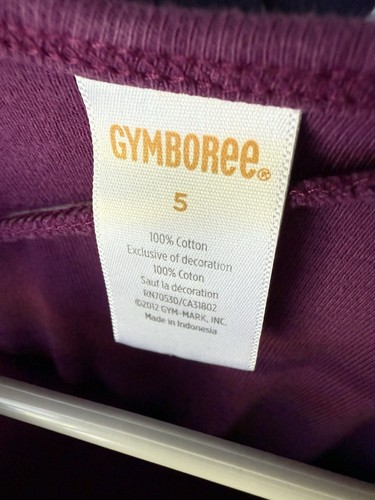 GYMBOREE®
5
100% Cotton
Exclusive of decoration
100% Coton
Sauf la décoration
RN70530/CA31802
©2012 GYM-MARK, INC.
Made in Indonesia